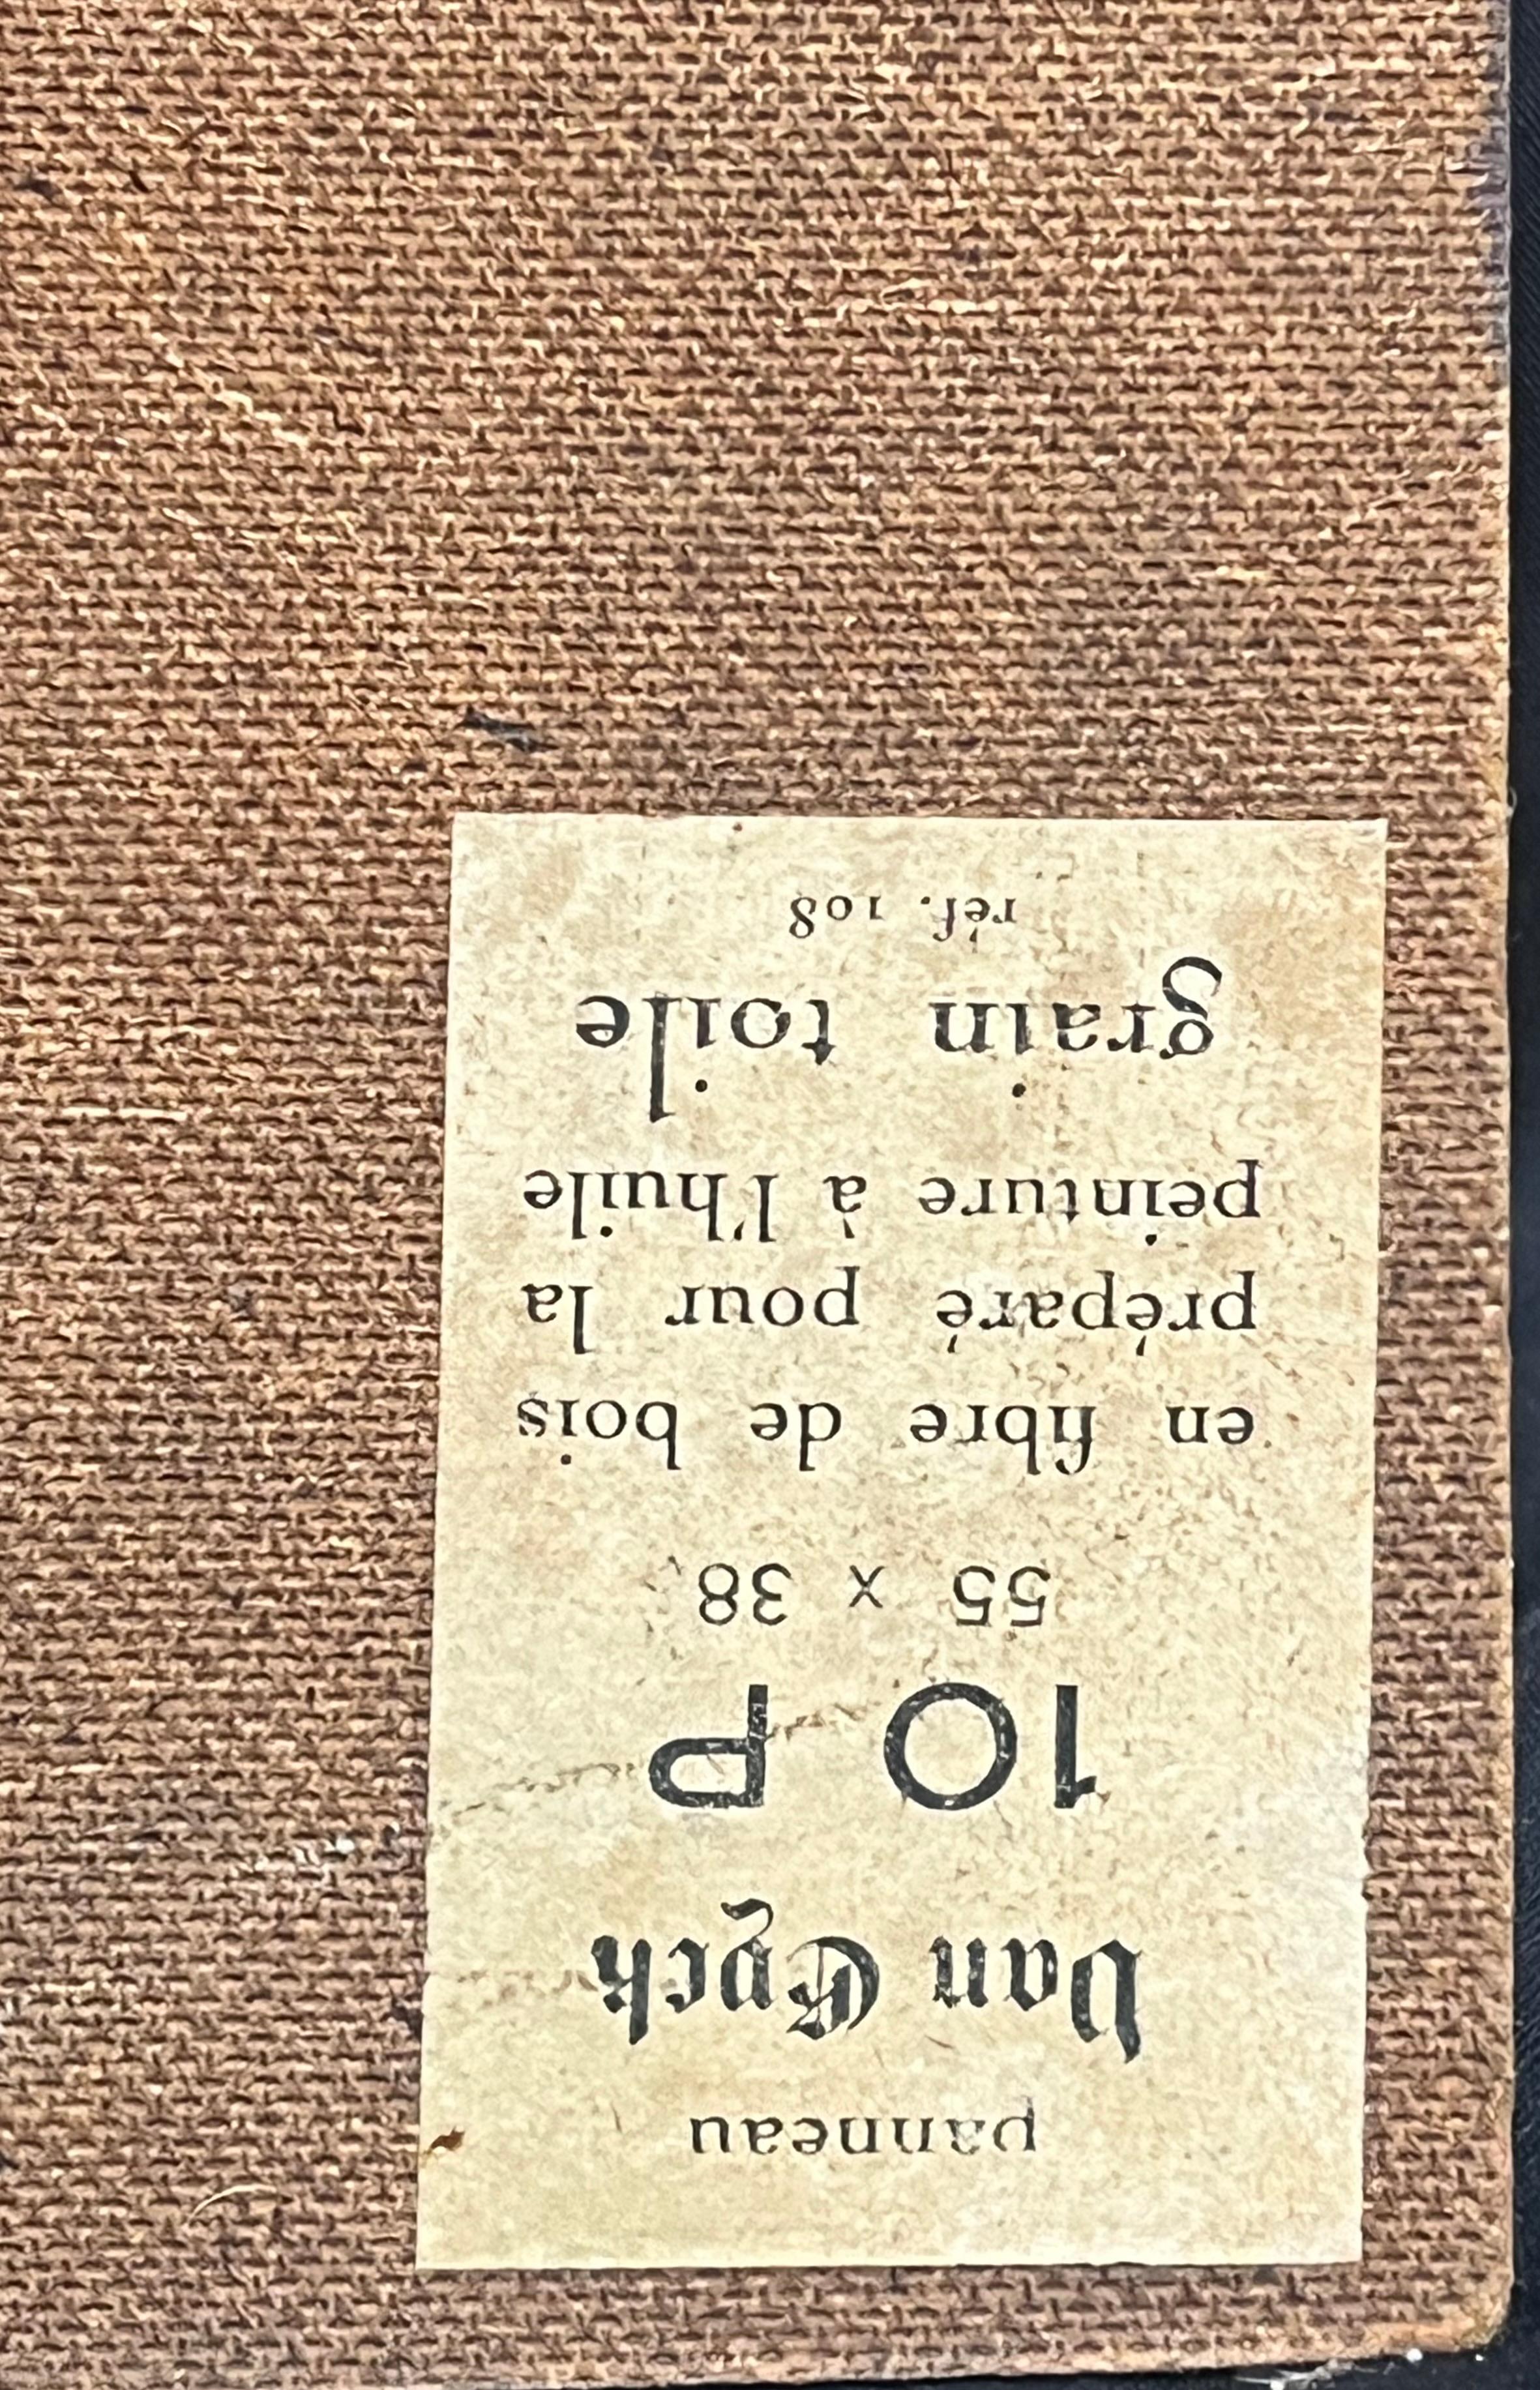 panneau
Van Eyck
10 P
55 x 38
en fibre de bois
préparé pour la
peinture à l'huile
grain toile
réf. 108